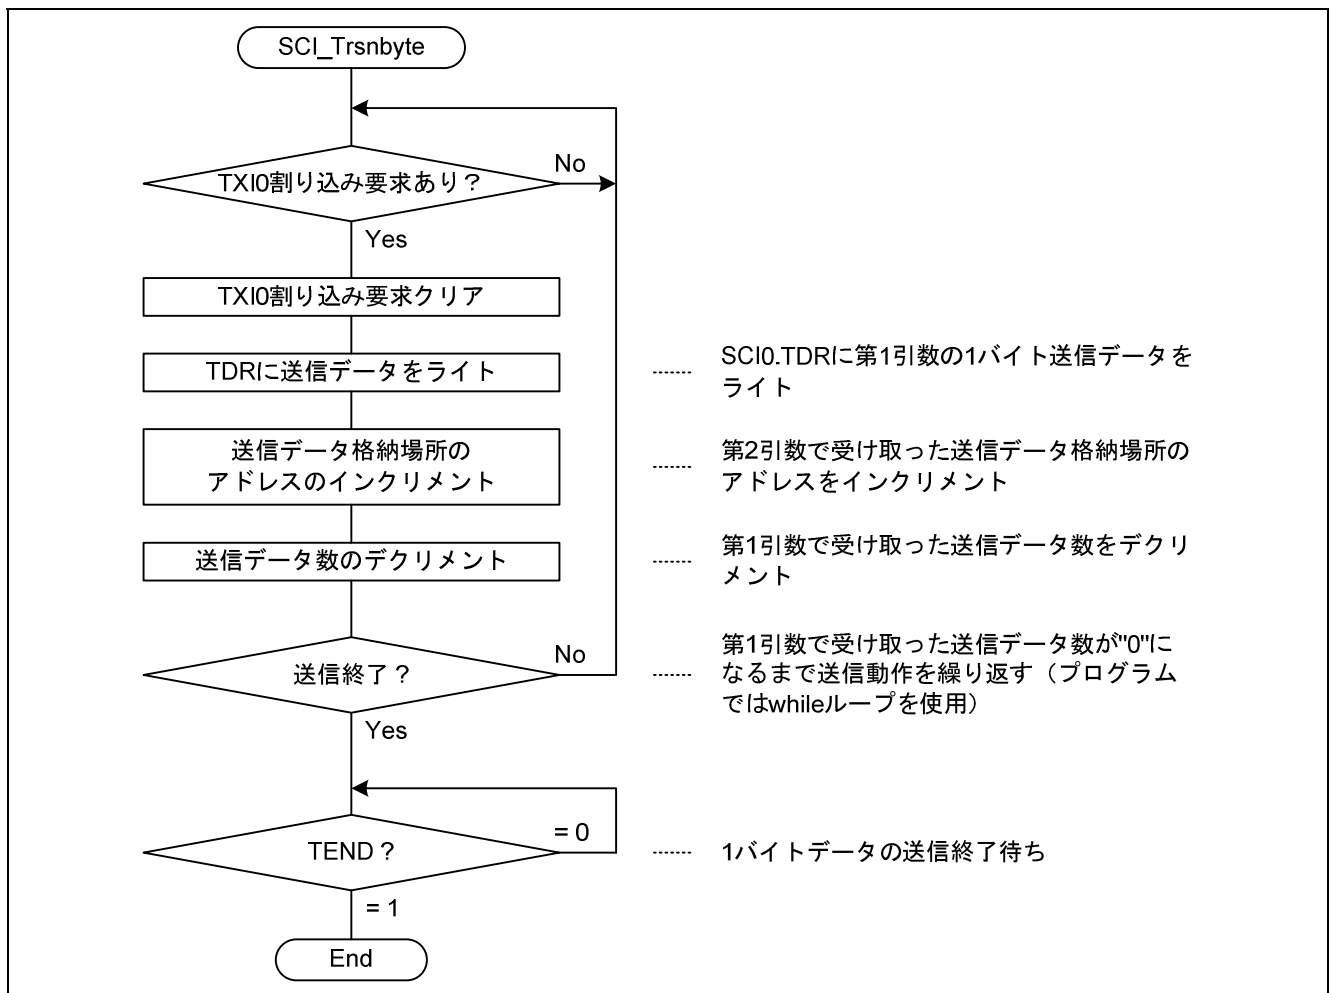 SCI_Trsnbyte
No
TXI0割り込み要求あり？
Yes
TXI0割り込み要求クリア
TDRに送信データをライト
SCI0.TDRに第1引数の1バイト送信データを
ライト
送信データ格納場所の
アドレスのインクリメント
第2引数で受け取った送信データ格納場所の
アドレスをインクリメント
送信データ数のデクリメント
第1引数で受け取った送信データ数をデクリ
メント
No
送信終了？
第1引数で受け取った送信データ数が"0"に
なるまで送信動作を繰り返す（プログラム
ではwhileループを使用）
Yes
= 0
TEND？
1バイトデータの送信終了待ち
= 1
End